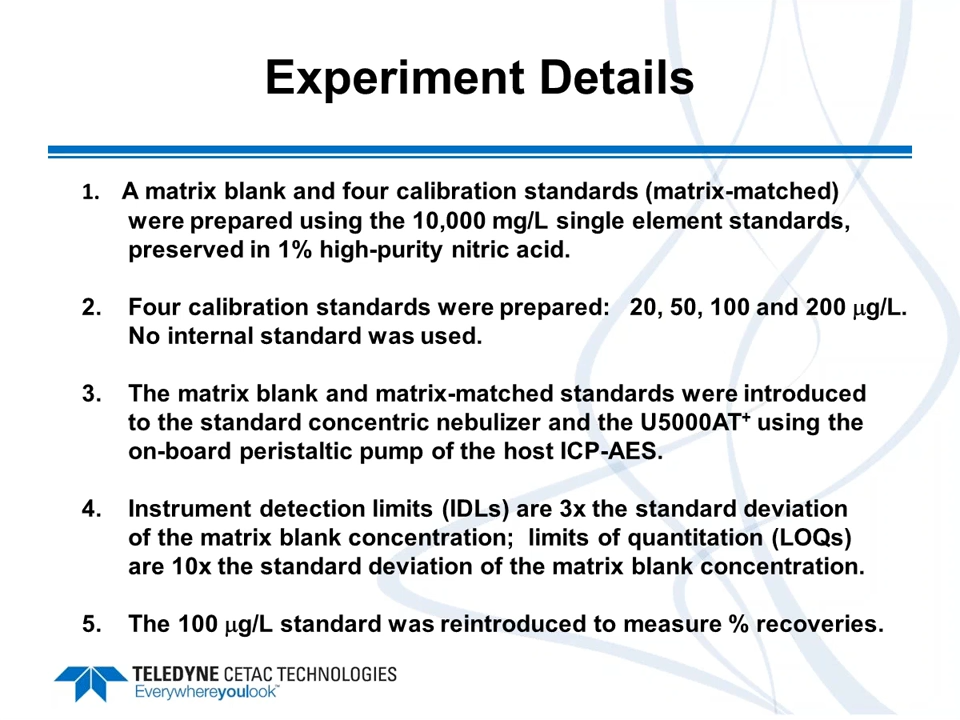 Experiment Details
1. A matrix blank and four calibration standards (matrix-matched)
were prepared using the 10,000 mg/L single element standards,
preserved in 1% high-purity nitric acid.
2. Four calibration standards were prepared: 20, 50, 100 and 200 µg/L.
No internal standard was used.
3. The matrix blank and matrix-matched standards were introduced
to the standard concentric nebulizer and the U5000AT⁺ using the
on-board peristaltic pump of the host ICP-AES.
4. Instrument detection limits (IDLs) are 3x the standard deviation
of the matrix blank concentration; limits of quantitation (LOQs)
are 10x the standard deviation of the matrix blank concentration.
5. The 100 µg/L standard was reintroduced to measure % recoveries.
TELEDYNE CETAC TECHNOLOGIES
Everywhereyoulook™